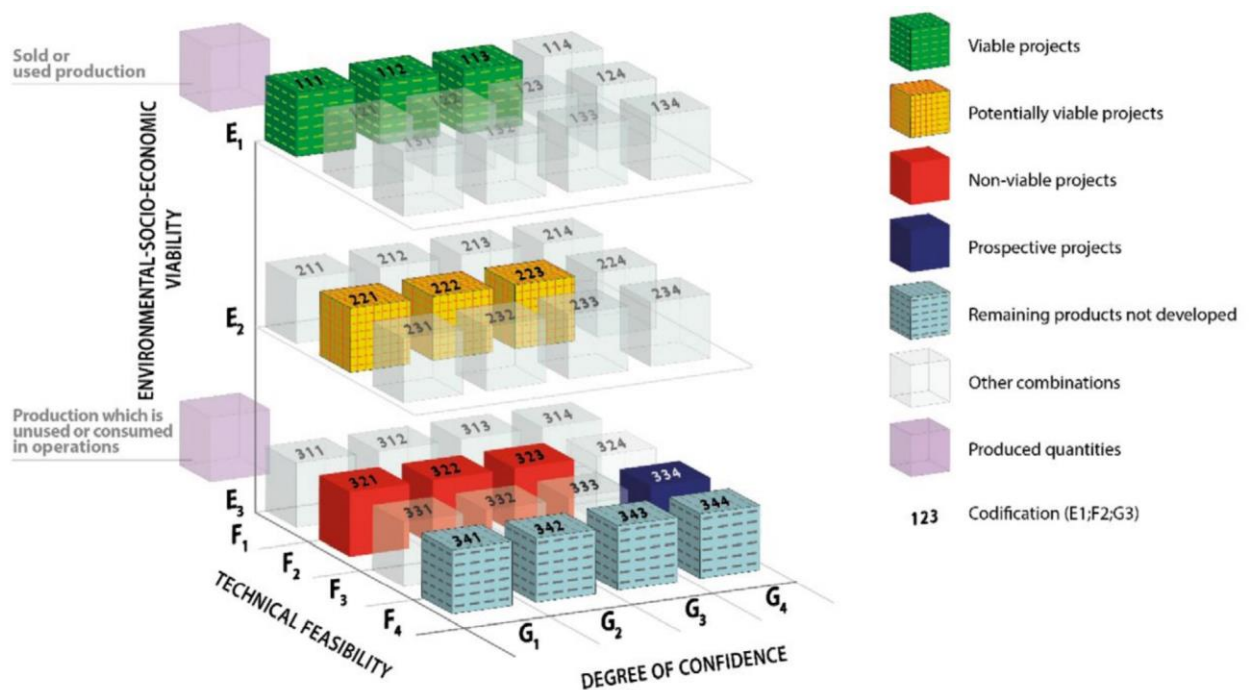 Sold or
used production
ENVIRONMENTAL-SOCIO-ECONOMIC
VIABILITY
E1
111
112
113
114
121
122
123
124
131
132
133
134
E2
211
212
213
214
221
222
223
224
231
232
233
234
Production which is
unused or consumed
in operations
E3
311
312
313
314
321
322
323
324
331
332
333
334
341
342
343
344
F1
F2
F3
F4
TECHNICAL FEASIBILITY
G1
G2
G3
G4
DEGREE OF CONFIDENCE
Viable projects
Potentially viable projects
Non-viable projects
Prospective projects
Remaining products not developed
Other combinations
Produced quantities
123 Codification (E1;F2;G3)